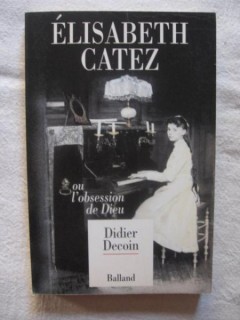 ÉLISABETH
CATEZ
ou
l'obsession
de Dieu
Didier
Decoin
Balland